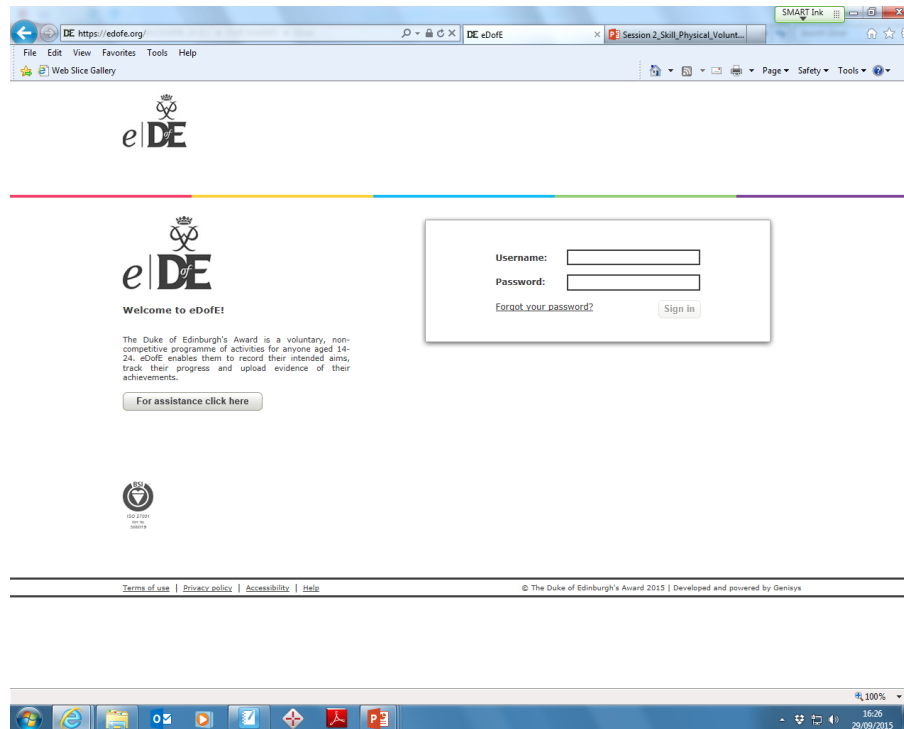 SMART Ink
DE https://edofe.org/
DE eDofE
Session 2_Skill_Physical_Volunt...
File Edit View Favorites Tools Help
Web Slice Gallery
Page Safety Tools
e DofE
e DofE
Username:
Password:
Forgot your password?
Sign in
Welcome to eDofE!
The Duke of Edinburgh's Award is a voluntary, non-
competitive programme of activities for anyone aged 14-
24. eDofE enables them to record their intended aims,
track their progress and upload evidence of their
achievements.
For assistance click here
BSI
ISO 27001
Terms of use | Privacy policy | Accessibility | Help
© The Duke of Edinburgh's Award 2015 | Developed and powered by Genisys
100%
16:26
29/09/2015